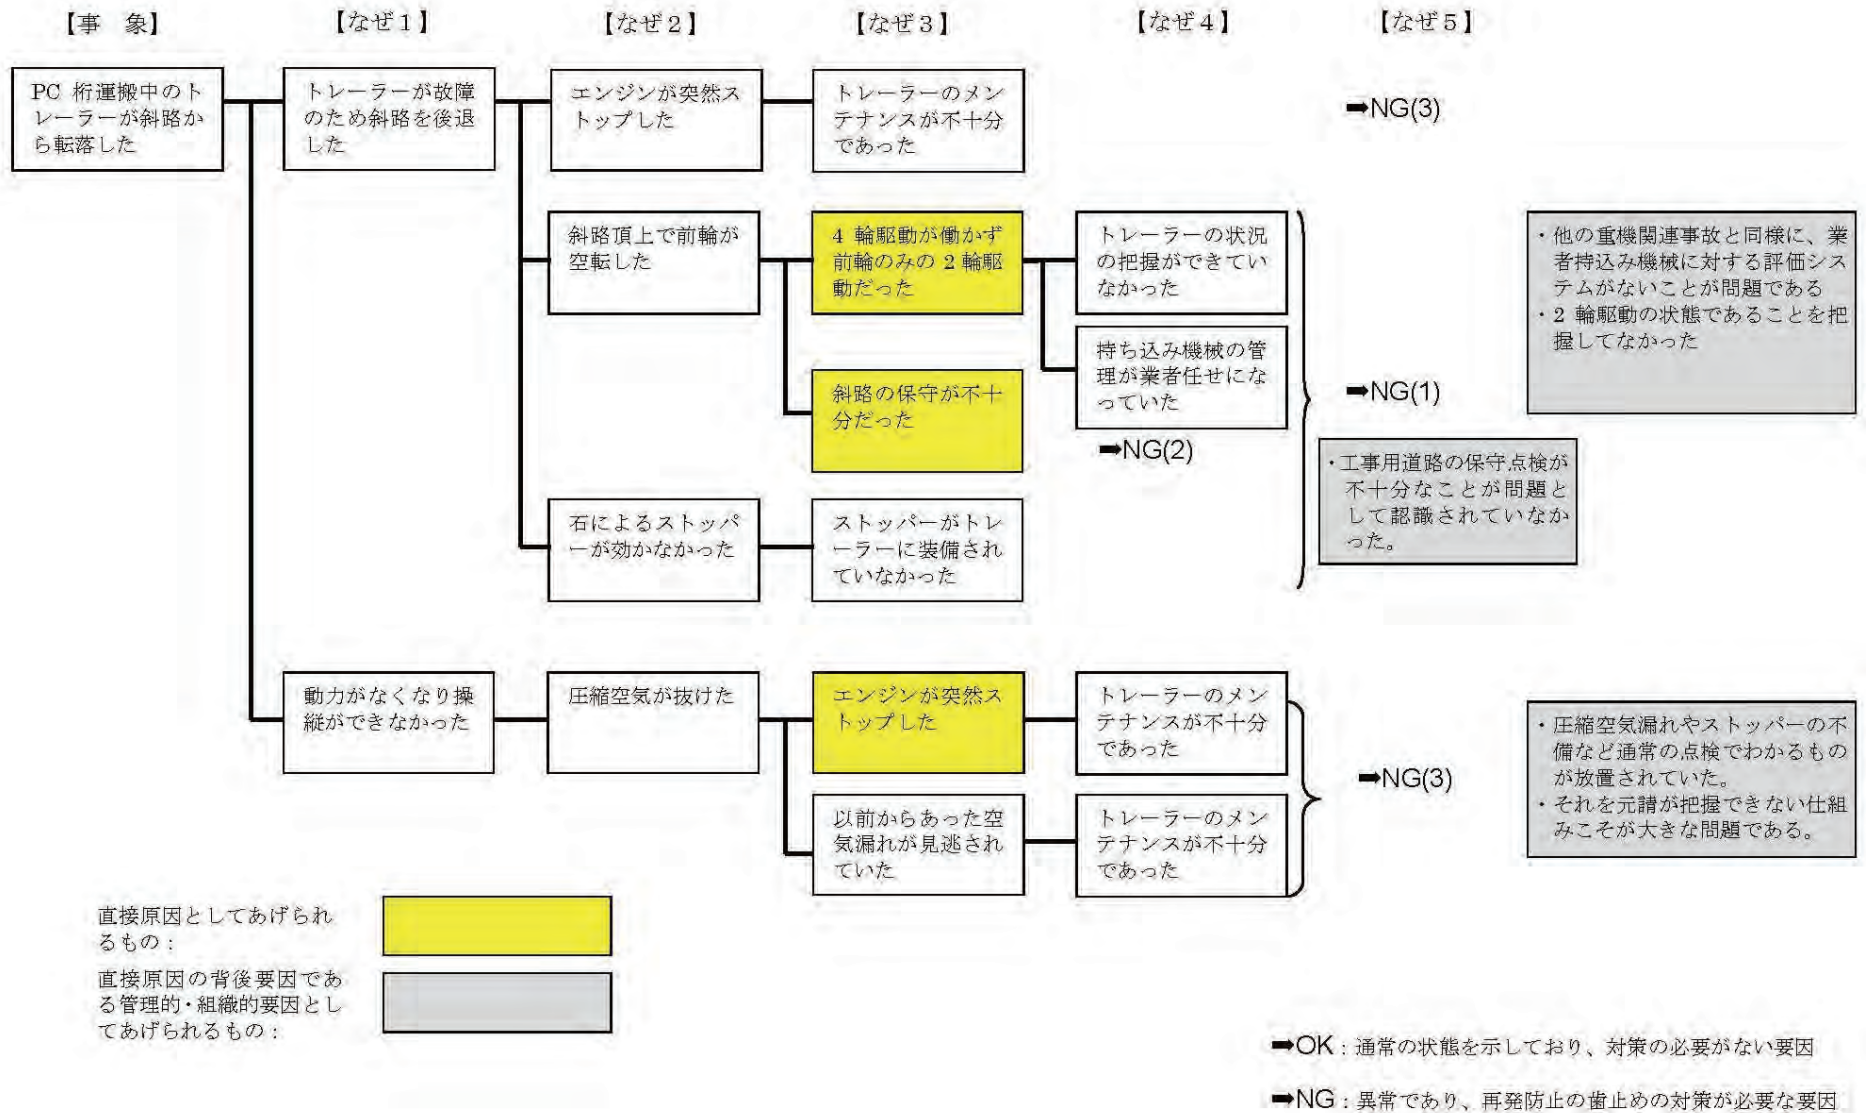 【事　象】
【なぜ１】
【なぜ２】
【なぜ３】
【なぜ４】
【なぜ５】
PC 桁運搬中のト
レーラーが斜路か
ら転落した
トレーラーが故障
のため斜路を後退
した
エンジンが突然ス
トップした
トレーラーのメン
テナンスが不十分
であった
➡NG(3)
斜路頂上で前輪が
空転した
4 輪駆動が働かず
前輪のみの 2 輪駆
動だった
トレーラーの状況
の把握ができてい
なかった
・他の重機関連事故と同様に、業
者持込み機械に対する評価シス
テムがないことが問題である
・2 輪駆動の状態であることを把
握してなかった
持ち込み機械の管
理が業者任せにな
っていた
斜路の保守が不十
分だった
➡NG(1)
➡NG(2)
・工事用道路の保守点検が
不十分なことが問題と
して認識されていなか
った。
石によるストッパ
ーが効かなかった
ストッパーがトレ
ーラーに装備され
ていなかった
動力がなくなり操
縦ができなかった
圧縮空気が抜けた
エンジンが突然ス
トップした
トレーラーのメン
テナンスが不十分
であった
➡NG(3)
・圧縮空気漏れやストッパーの不
備など通常の点検でわかるもの
が放置されていた。
・それを元請が把握できない仕組
みこそが大きな問題である。
以前からあった空
気漏れが見逃され
ていた
トレーラーのメン
テナンスが不十分
であった
直接原因としてあげられ
るもの：
直接原因の背後要因であ
る管理的・組織的要因とし
てあげられるもの：
➡OK：通常の状態を示しており、対策の必要がない要因
➡NG：異常であり、再発防止の歯止めの対策が必要な要因